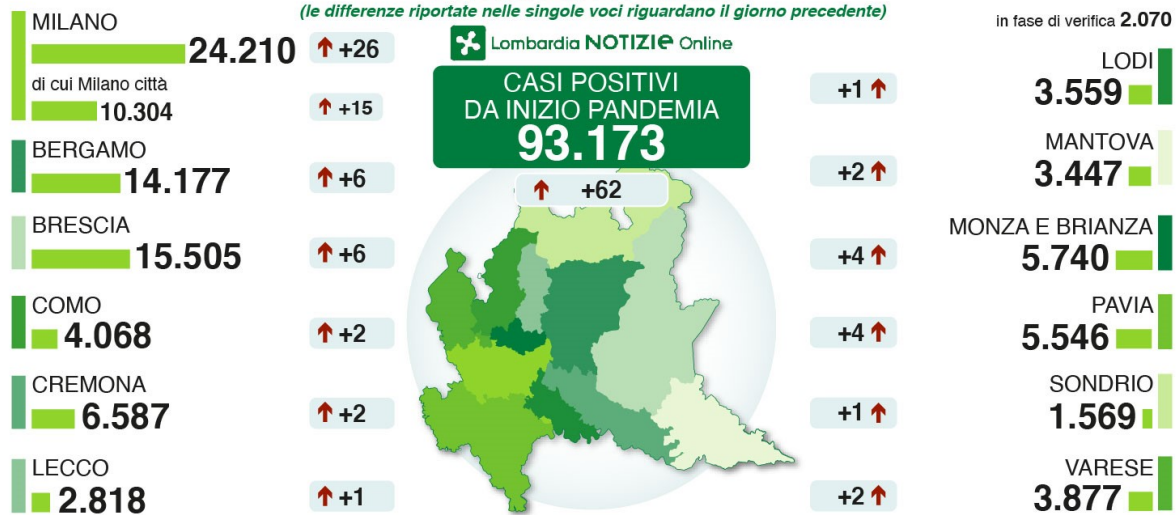 (le differenze riportate nelle singole voci riguardano il giorno precedente)
Lombardia NOTIZIE Online
CASI POSITIVI
DA INIZIO PANDEMIA
93.173
+62
MILANO
24.210
+26
di cui Milano città
10.304
+15
BERGAMO
14.177
+6
BRESCIA
15.505
+6
COMO
4.068
+2
CREMONA
6.587
+2
LECCO
2.818
+1
in fase di verifica 2.070
LODI
+1
3.559
MANTOVA
+2
3.447
MONZA E BRIANZA
+4
5.740
PAVIA
+4
5.546
SONDRIO
+1
1.569
VARESE
+2
3.877